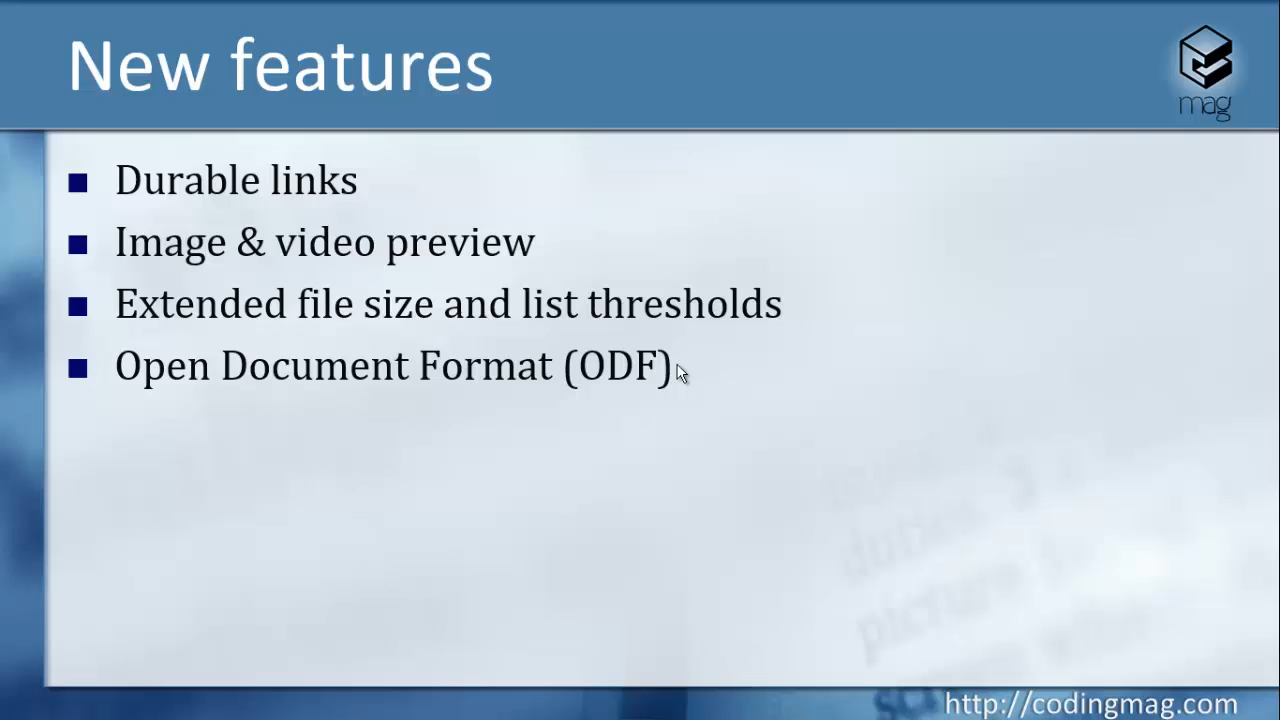 New features
mag
Durable links
Image & video preview
Extended file size and list thresholds
Open Document Format (ODF)
picture
http://codingmag.com